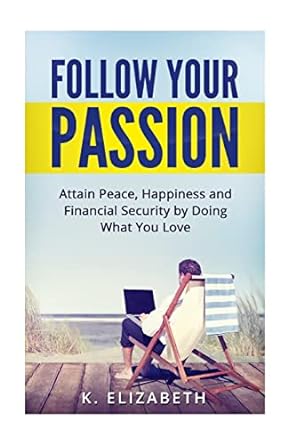 FOLLOW YOUR
PASSION
Attain Peace, Happiness and
Financial Security by Doing
What You Love
K. ELIZABETH